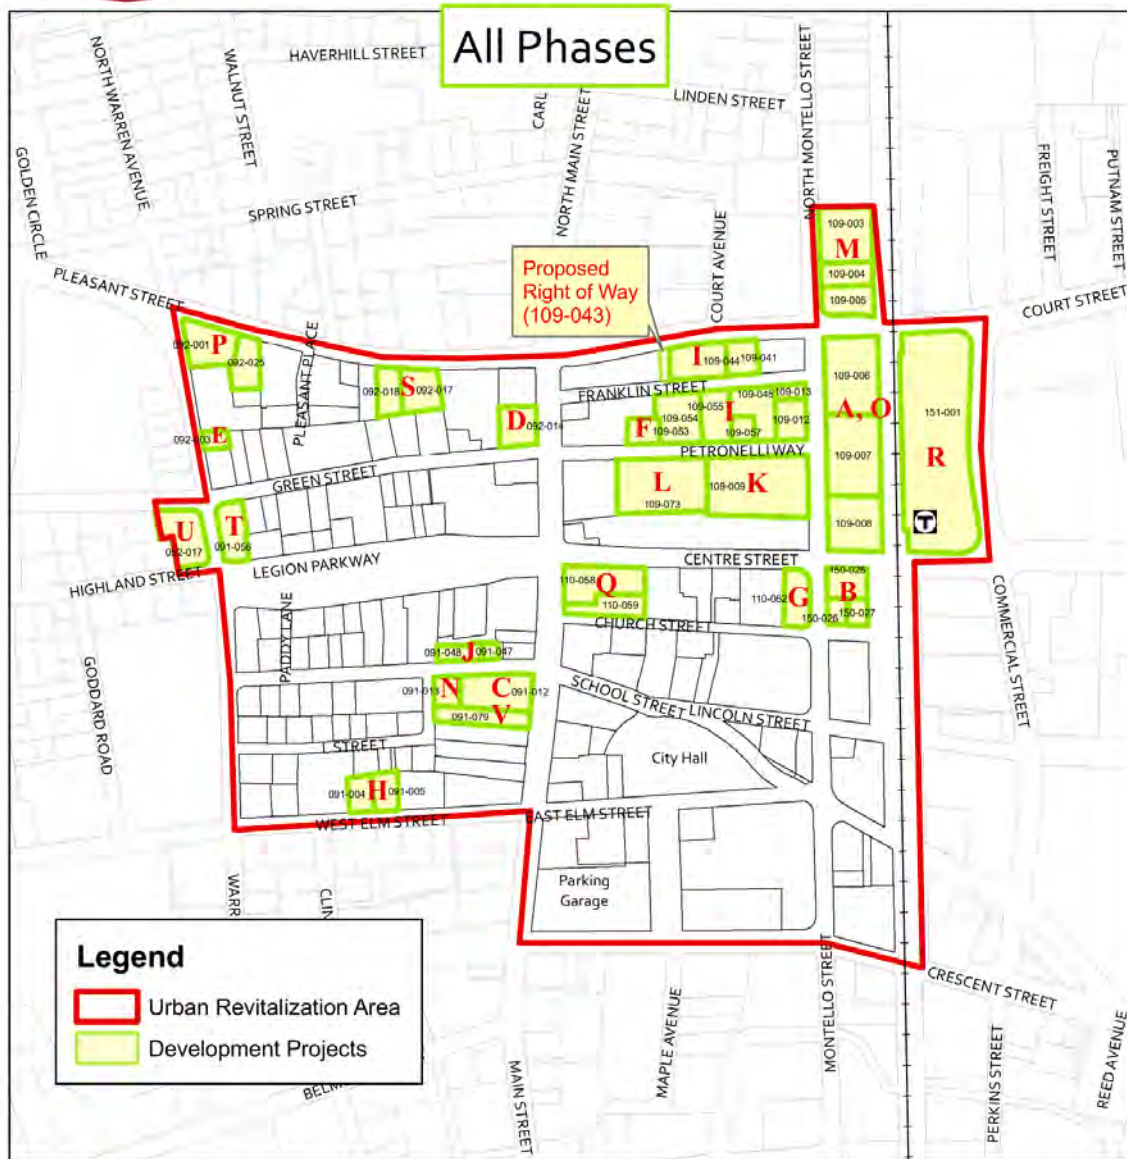 All Phases
HAVERHILL STREET
NORTH WARREN AVENUE
WALNUT STREET
CARL
NORTH MAIN STREET
LINDEN STREET
NORTH MONTELLO STREET
FREIGHT STREET
PUTNAM STREET
GOLDEN CIRCLE
SPRING STREET
COURT AVENUE
PLEASANT STREET
COURT STREET
Proposed
Right of Way
(109-043)
109-003
M
109-004
109-005
092-001
P
092-025
PLEASANT PLACE
092-018
S
092-017
I
109-044
109-041
FRANKLIN STREET
109-006
151-001
092-003
E
D
092-014
F
109-054
109-053
109-055
I
109-045
109-013
109-057
109-012
A, O
R
PETRONELLI WAY
GREEN STREET
L
109-073
109-009
K
109-007
109-008
T
U
052-017
T
091-056
HIGHLAND STREET
LEGION PARKWAY
CENTRE STREET
110-058
Q
110-059
110-062
G
150-025
B
150-026
150-027
CHURCH STREET
COMMERCIAL STREET
PADDY LANE
091-048
J
091-047
091-013
N
C
091-012
091-079
V
SCHOOL STREET
LINCOLN STREET
GODDARD ROAD
STREET
City Hall
091-004
H
091-005
WEST ELM STREET
EAST ELM STREET
Parking
Garage
WARR
CLIN
Legend
Urban Revitalization Area
Development Projects
BELM
MAIN STREET
MAPLE AVENUE
MONTELLO STREET
CRESCENT STREET
PERKINS STREET
REED AVENUE